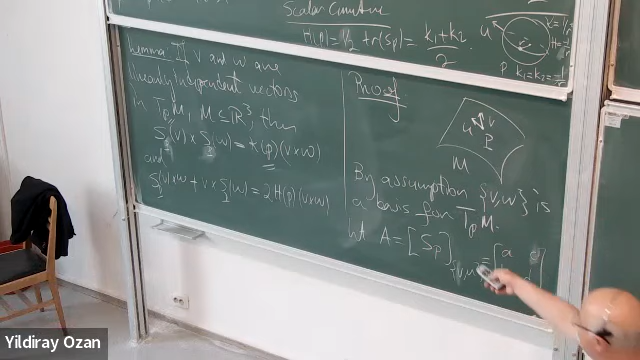 Scalar Curvature
H(p) = 1/2 tr(Sp) = k1+k2 / 2
u
k=1/r
H=
p k1=k2=-1/r
Lemma: If v and w are
linearly independent vectors
in TpM, M ⊆ ℝ³, then
Sp(v) × Sp(w) = K(p)(v×w)
and
Sp(v)×w + v×Sp(w) = 2H(p)(v×w)
Proof
u v
P
M
By assumption {v,w} is
a basis for TpM.
Let A = [Sp]{v,w} = [a
Yildiray Ozan